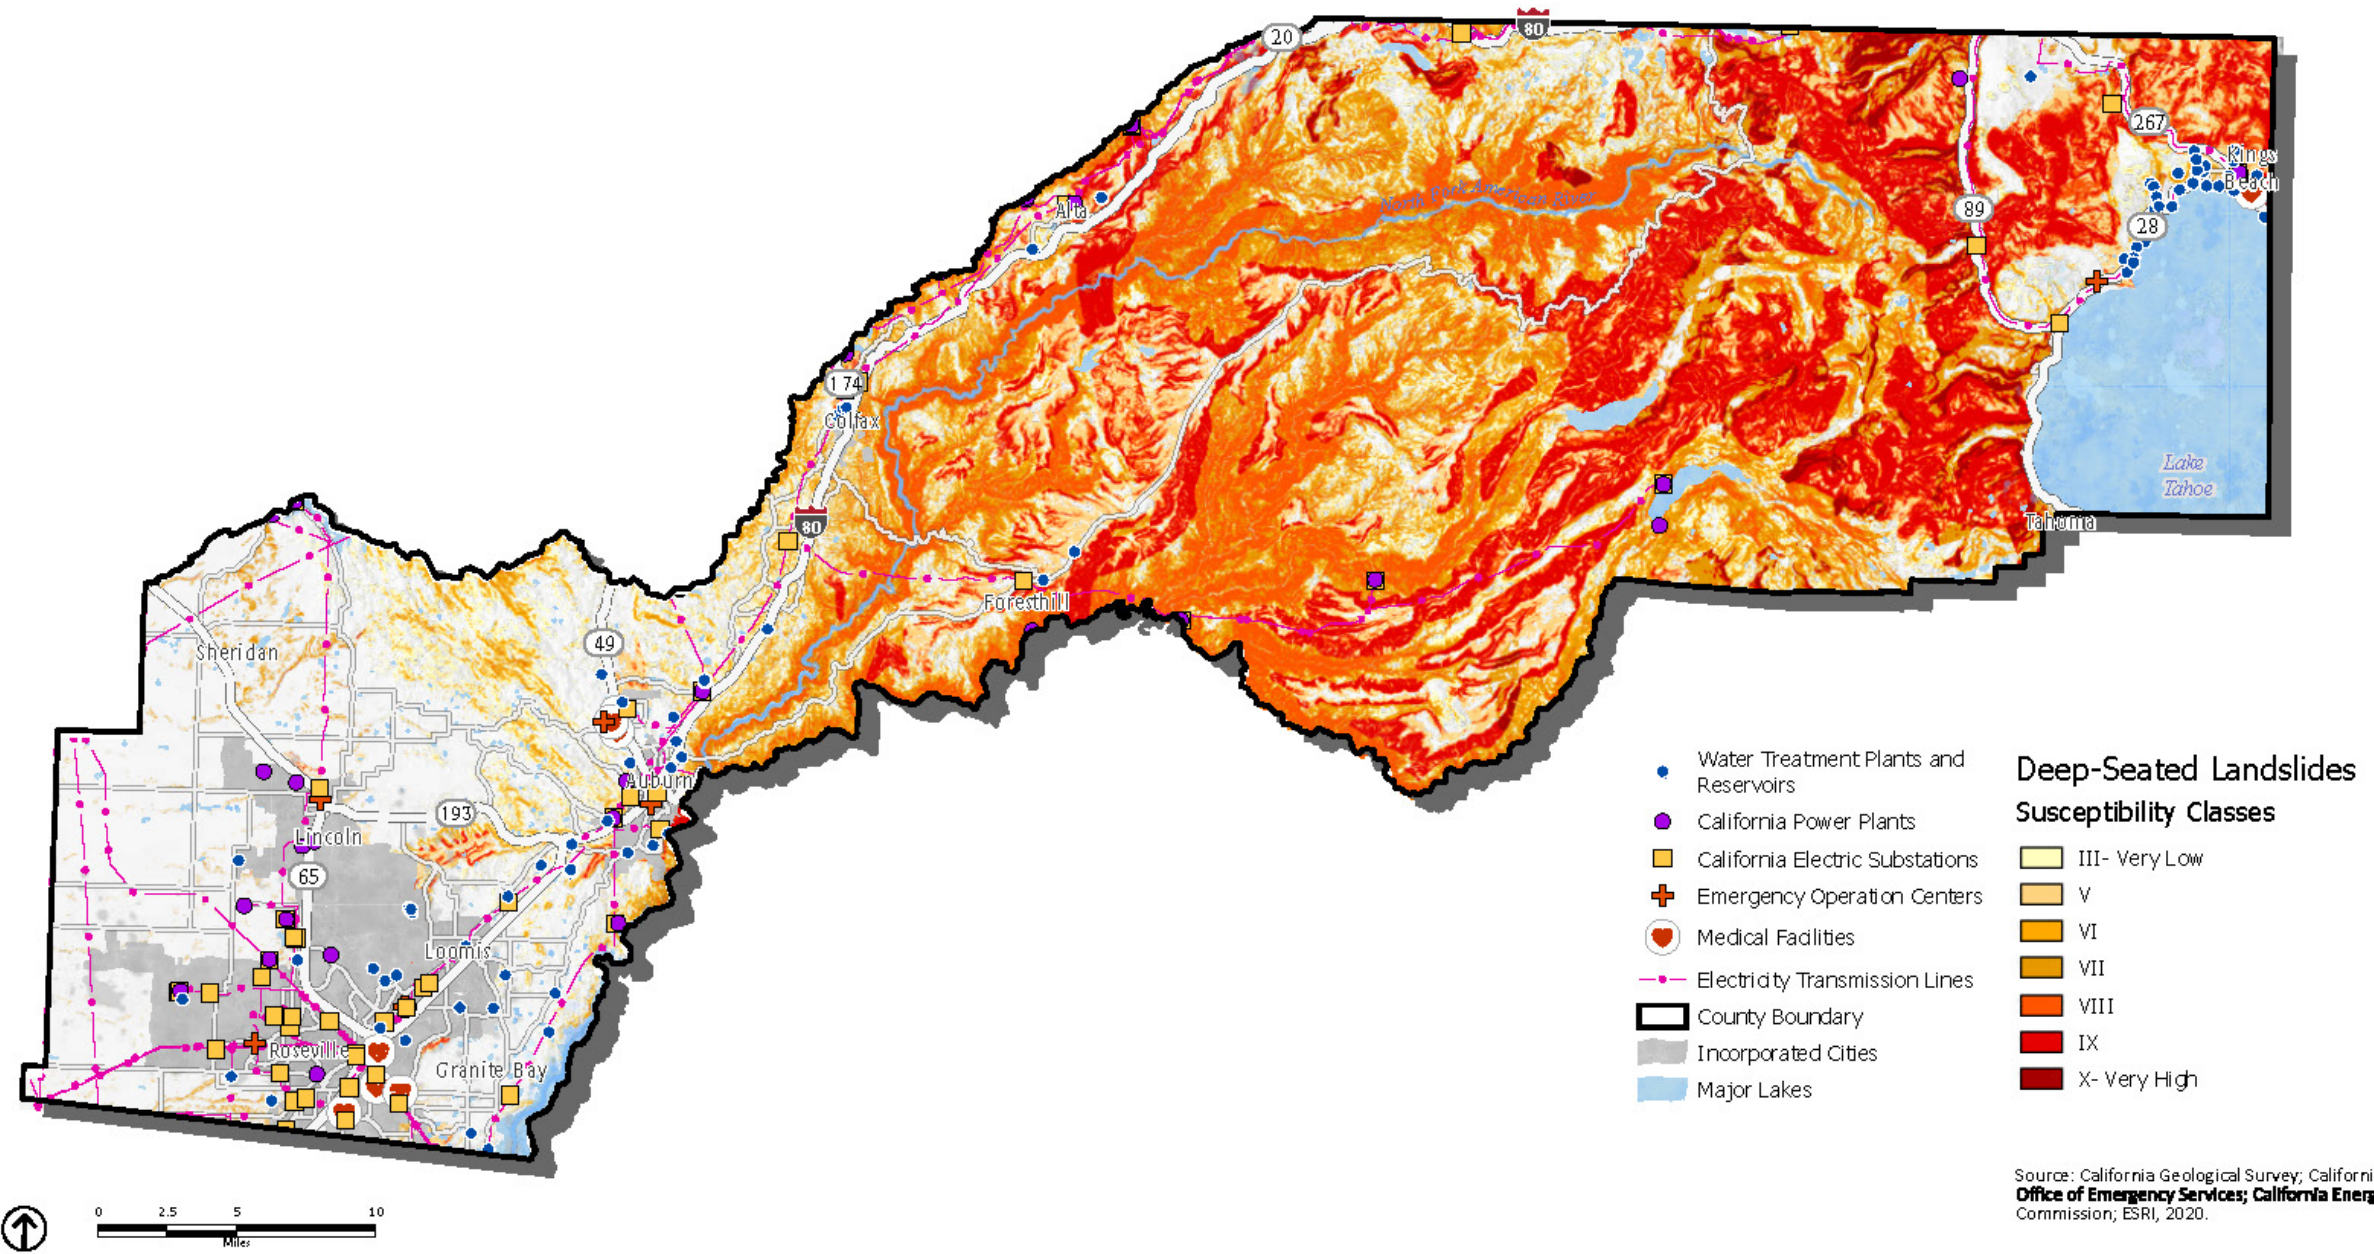 20
80
267
Kings
Beach
North Fork American River
Alta
89
28
174
Colfax
Lake
Tahoe
80
Tahoma
Foresthill
49
Sheridan
Auburn
193
Lincoln
65
Loomis
Roseville
Granite Bay
Water Treatment Plants and
Reservoirs
California Power Plants
California Electric Substations
Emergency Operation Centers
Medical Facilities
Electricity Transmission Lines
County Boundary
Incorporated Cities
Major Lakes
Deep-Seated Landslides
Susceptibility Classes
III- Very Low
V
VI
VII
VIII
IX
X- Very High
Source: California Geological Survey; Californi
Office of Emergency Services; California Energ
Commission; ESRI, 2020.
0 2.5 5 10
Miles